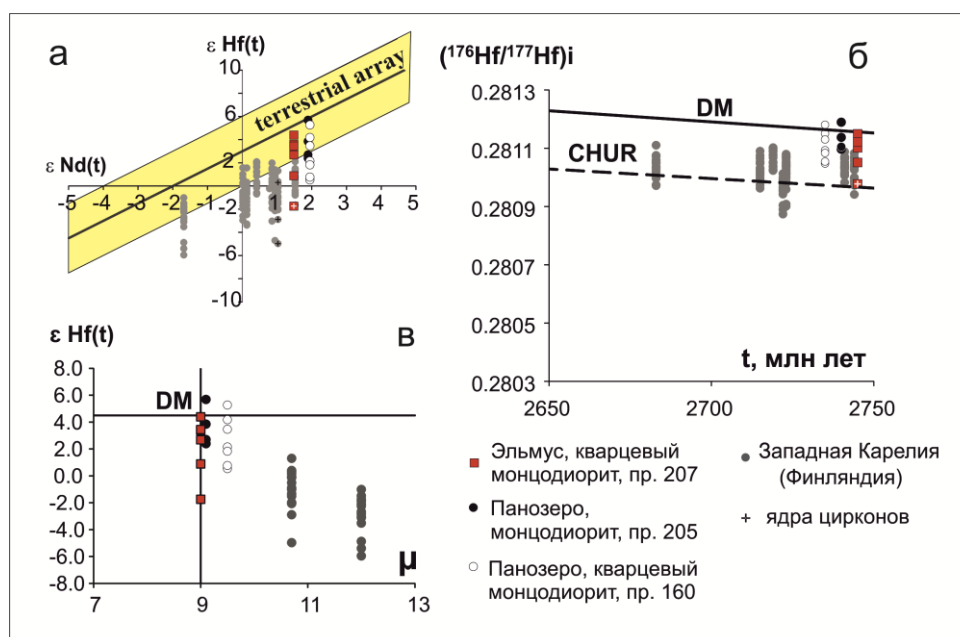 а
ε Hf(t)
10
6
2
-2
-6
-10
terrestrial array
ε Nd(t)
-5 -4 -3 -2 -1 0 1 2 3 4 5
(¹⁷⁶Hf/¹⁷⁷Hf)i
б
0.2813
0.2811
0.2809
0.2807
0.2805
0.2803
DM
CHUR
t, млн лет
2650 2700 2750
ε Hf(t)
в
8.0
6.0
4.0
2.0
0.0
-2.0
-4.0
-6.0
-8.0
DM
μ
7 9 11 13
Эльмус, кварцевый
монцодиорит, пр. 207
Панозеро,
монцодиорит, пр. 205
Панозеро, кварцевый
монцодиорит, пр. 160
Западная Карелия
(Финляндия)
ядра цирконов